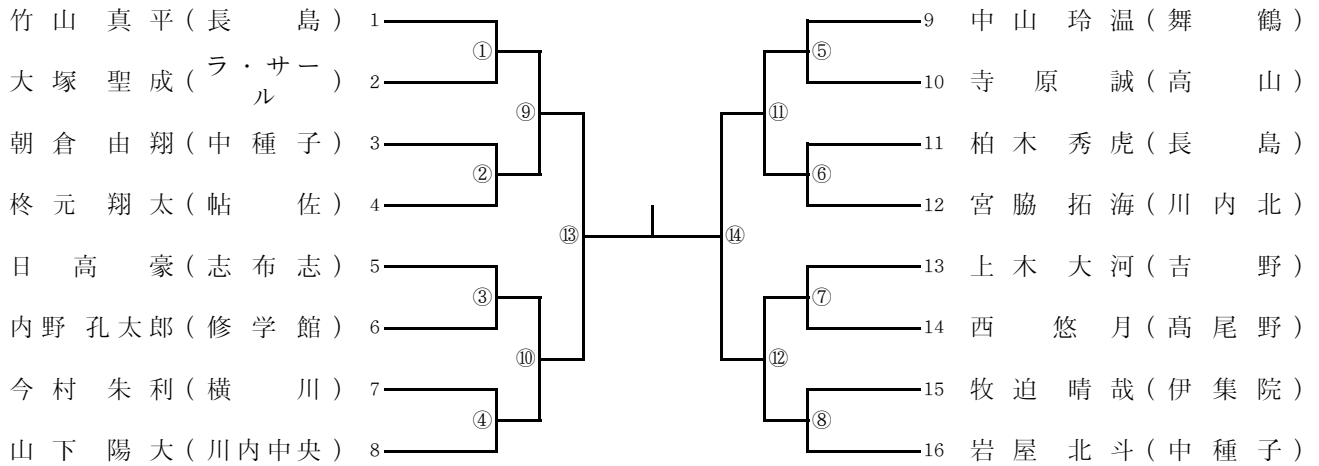 竹山 真平(長島) 1
①
大塚 聖成(ラ・サール) 2
⑨
朝倉 由翔(中種子) 3
②
柊元 翔太(帖佐) 4
⑬
日高 豪(志布志) 5
③
内野 孔太郎(修学館) 6
⑩
今村 朱利(横川) 7
④
山下 陽大(川内中央) 8
9 中山 玲温(舞鶴)
⑤
10 寺原 誠(高山)
⑪
11 柏木 秀虎(長島)
⑥
12 宮脇 拓海(川内北)
⑭
13 上木 大河(吉野)
⑦
14 西 悠月(髙尾野)
⑫
15 牧迫 晴哉(伊集院)
⑧
16 岩屋 北斗(中種子)